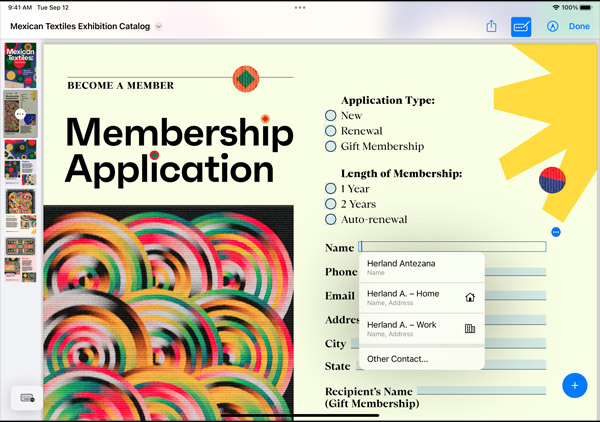 9:41 AM Tue Sep 12
100%
Mexican Textiles Exhibition Catalog
Done
Mexican
Textiles:
BECOME A MEMBER
Membership
Application
Application Type:
New
Renewal
Gift Membership
Length of Membership:
1 Year
2 Years
Auto-renewal
Name
Herland Antezana
Name
Phone
Herland A. – Home
Name, Address
Email
Herland A. – Work
Name, Address
City
Other Contact...
State
Recipient's Name
(Gift Membership)